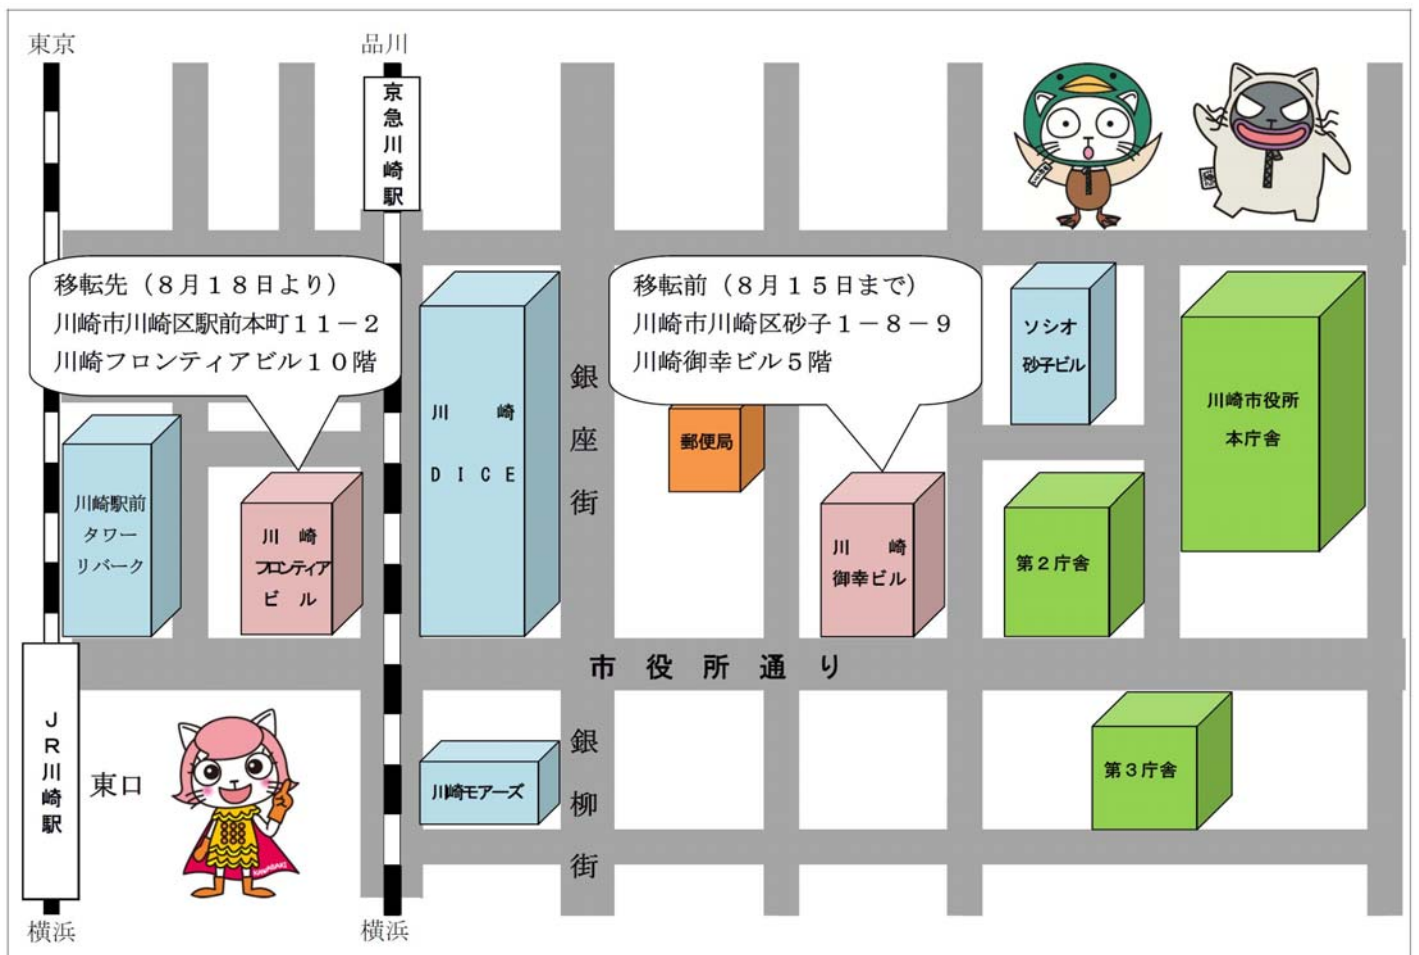 東京
品川
京急川崎駅
移転先（８月１８日より）
川崎市川崎区駅前本町１１－２
川崎フロンティアビル１０階
移転前（８月１５日まで）
川崎市川崎区砂子１－８－９
川崎御幸ビル５階
ソシオ
砂子ビル
川崎市役所
本庁舎
川崎
ＤＩＣＥ
銀座街
郵便局
川崎駅前
タワー
リバーク
川崎
フロンティア
ビル
川崎
御幸ビル
第２庁舎
市役所通り
ＪＲ川崎駅
東口
川崎モアーズ
銀柳街
第３庁舎
KAWASAKI
横浜
横浜